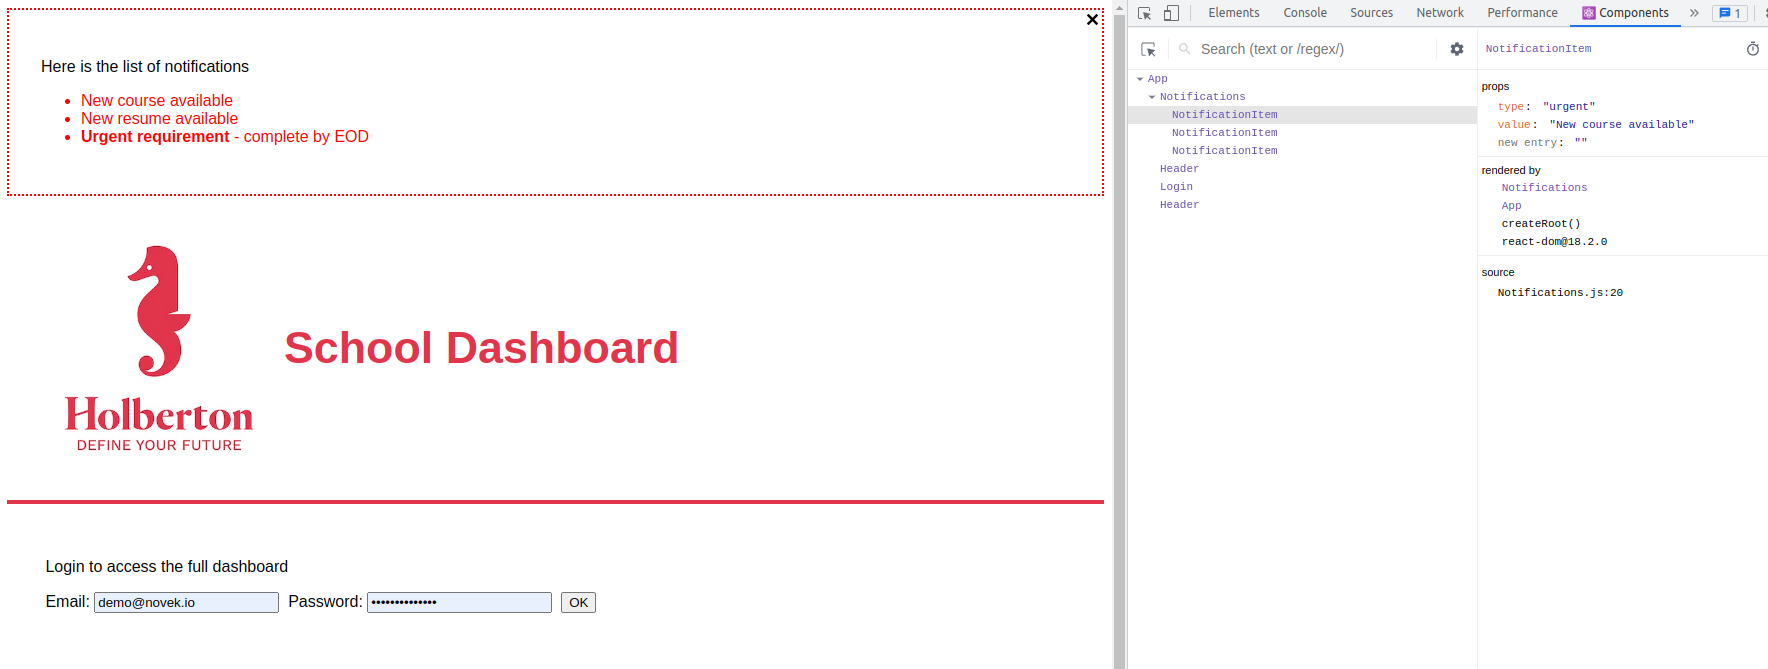 Here is the list of notifications
New course available
New resume available
Urgent requirement - complete by EOD
School Dashboard
Holberton
DEFINE YOUR FUTURE
Login to access the full dashboard
Email: demo@novek.io Password: •••••••••••••• OK
Elements Console Sources Network Performance Components 1
Search (text or /regex/)
App
Notifications
NotificationItem
NotificationItem
NotificationItem
Header
Login
Header
NotificationItem
props
type: "urgent"
value: "New course available"
new entry: ""
rendered by
Notifications
App
createRoot()
react-dom@18.2.0
source
Notifications.js:20